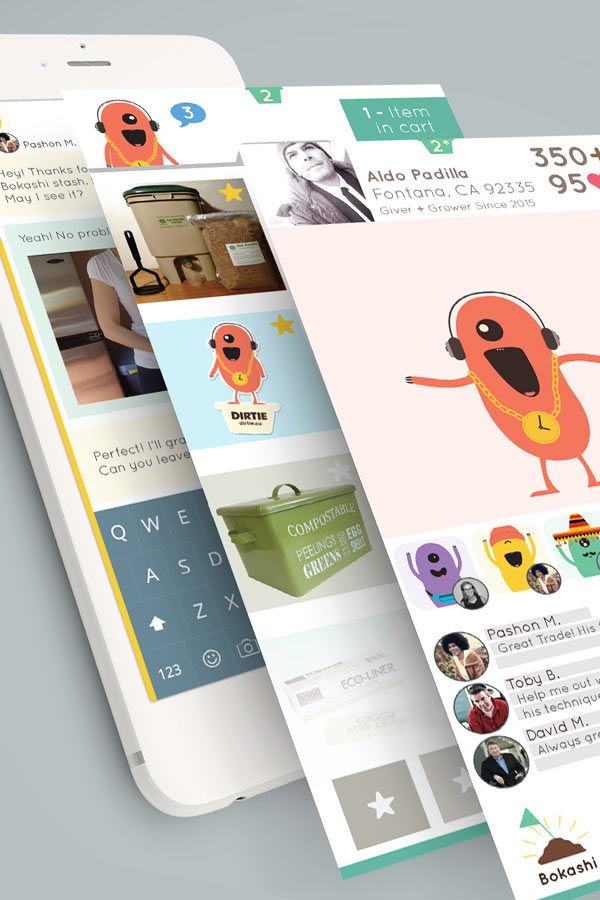 Pashon M.
Hey! Thanks fo
Bokashi stash.
May I see it?
Yeah! No probl
Perfect! I'll gra
Can you leave
Q W E
A S D
Z X
123
3
2
1 - Item
in cart
DIRTIE
dirtie.co
COMPOSTABLE
PEELINGS
GREENS
EGG
SHELLS
ECO-LINER
2*
Aldo Padilla
Fontana, CA 92335
Giver + Grower Since 2015
350+
95
Pashon M.
Great Trade! His
Toby B.
Help me out w
his technique
David M.
Always gre
Bokashi